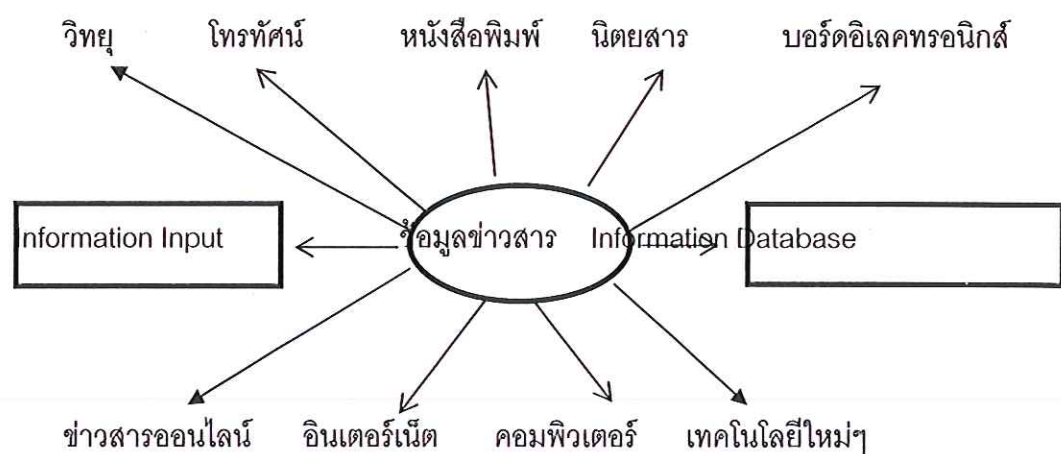 วิทยุ โทรทัศน์ หนังสือพิมพ์ นิตยสาร บอร์ดอิเลคทรอนิกส์
nformation Input ข้อมูลข่าวสาร Information Database
ข่าวสารออนไลน์ อินเตอร์เน็ต คอมพิวเตอร์ เทคโนโลยีใหม่ๆ